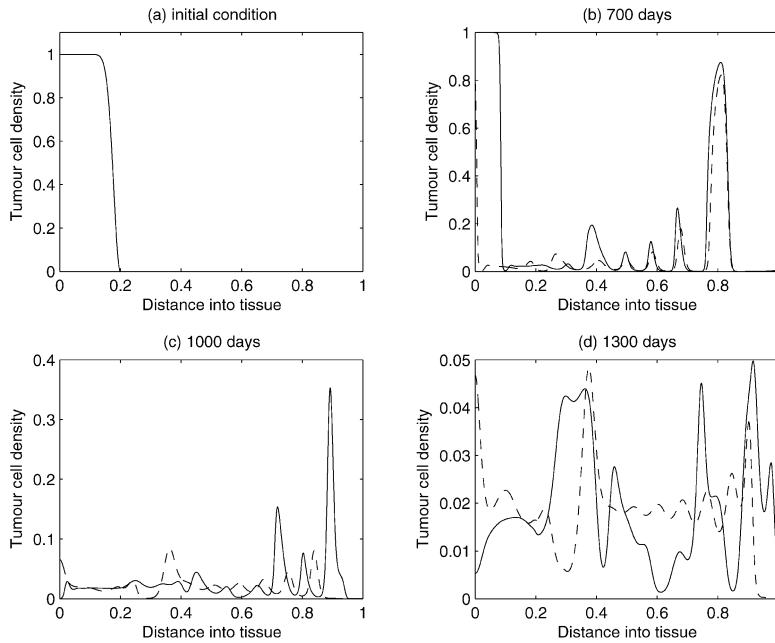 (a) initial condition
1
0.8
0.6
0.4
0.2
0
Tumour cell density
0 0.2 0.4 0.6 0.8 1
Distance into tissue
(b) 700 days
1
0.8
0.6
0.4
0.2
0
Tumour cell density
0 0.2 0.4 0.6 0.8
Distance into tissue
(c) 1000 days
0.4
0.3
0.2
0.1
0
Tumour cell density
0 0.2 0.4 0.6 0.8 1
Distance into tissue
(d) 1300 days
0.05
0.04
0.03
0.02
0.01
0
Tumour cell density
0 0.2 0.4 0.6 0.8
Distance into tissue